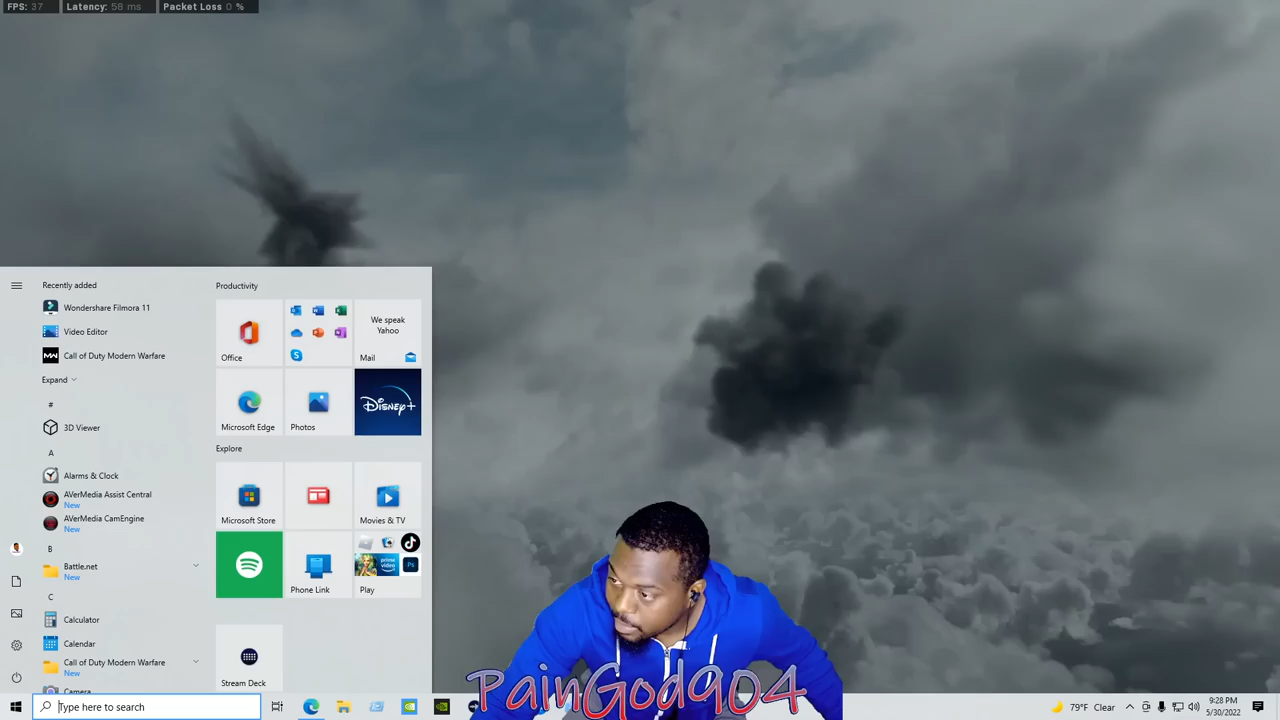 FPS: 37 Latency: 58 ms Packet Loss 0 %
Recently added
Wondershare Filmora 11
Video Editor
Call of Duty Modern Warfare
Expand
#
3D Viewer
A
Alarms & Clock
AVerMedia Assist Central
New
AVerMedia CamEngine
New
B
Battle.net
New
C
Calculator
Calendar
Call of Duty Modern Warfare
New
Camera
Productivity
Office
We speak
Yahoo
Mail
Microsoft Edge
Photos
Disney+
Explore
Microsoft Store
Movies & TV
Phone Link
prime video
Ps
Play
Stream Deck
PainGod904
Type here to search
79°F Clear
9:28 PM
5/30/2022